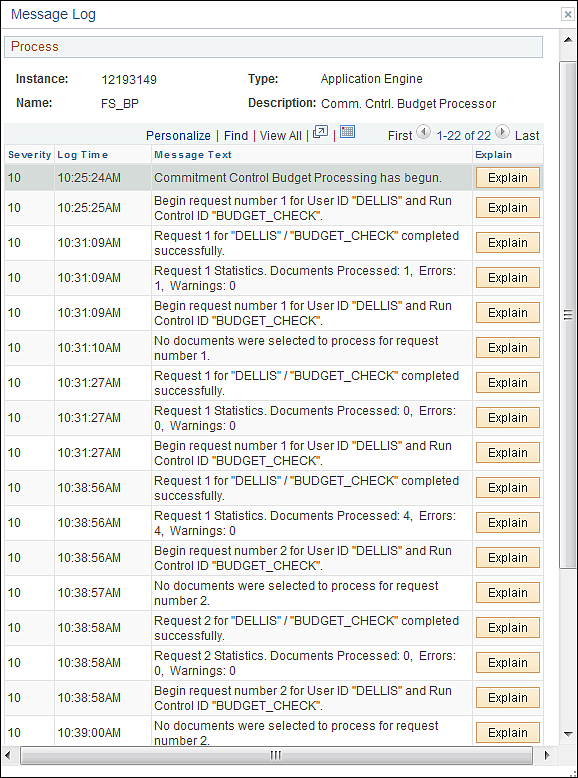 Message Log
Process
Instance: 12193149 Type: Application Engine
Name: FS_BP Description: Comm. Cntrl. Budget Processor
Personalize | Find | View All | | First 1-22 of 22 Last
Severity Log Time Message Text Explain
10 10:25:24AM Commitment Control Budget Processing has begun. Explain
10 10:25:25AM Begin request number 1 for User ID "DELLIS" and Run
Control ID "BUDGET_CHECK". Explain
10 10:31:09AM Request 1 for "DELLIS" / "BUDGET_CHECK" completed
successfully. Explain
10 10:31:09AM Request 1 Statistics. Documents Processed: 1, Errors:
1, Warnings: 0 Explain
10 10:31:09AM Begin request number 1 for User ID "DELLIS" and Run
Control ID "BUDGET_CHECK". Explain
10 10:31:10AM No documents were selected to process for request
number 1. Explain
10 10:31:27AM Request 1 for "DELLIS" / "BUDGET_CHECK" completed
successfully. Explain
10 10:31:27AM Request 1 Statistics. Documents Processed: 0, Errors:
0, Warnings: 0 Explain
10 10:31:27AM Begin request number 1 for User ID "DELLIS" and Run
Control ID "BUDGET_CHECK". Explain
10 10:38:56AM Request 1 for "DELLIS" / "BUDGET_CHECK" completed
successfully. Explain
10 10:38:56AM Request 1 Statistics. Documents Processed: 4, Errors:
4, Warnings: 0 Explain
10 10:38:56AM Begin request number 2 for User ID "DELLIS" and Run
Control ID "BUDGET_CHECK". Explain
10 10:38:57AM No documents were selected to process for request
number 2. Explain
10 10:38:58AM Request 2 for "DELLIS" / "BUDGET_CHECK" completed
successfully. Explain
10 10:38:58AM Request 2 Statistics. Documents Processed: 0, Errors:
0, Warnings: 0 Explain
10 10:38:58AM Begin request number 2 for User ID "DELLIS" and Run
Control ID "BUDGET_CHECK". Explain
10 10:39:00AM No documents were selected to process for request
number 2. Explain